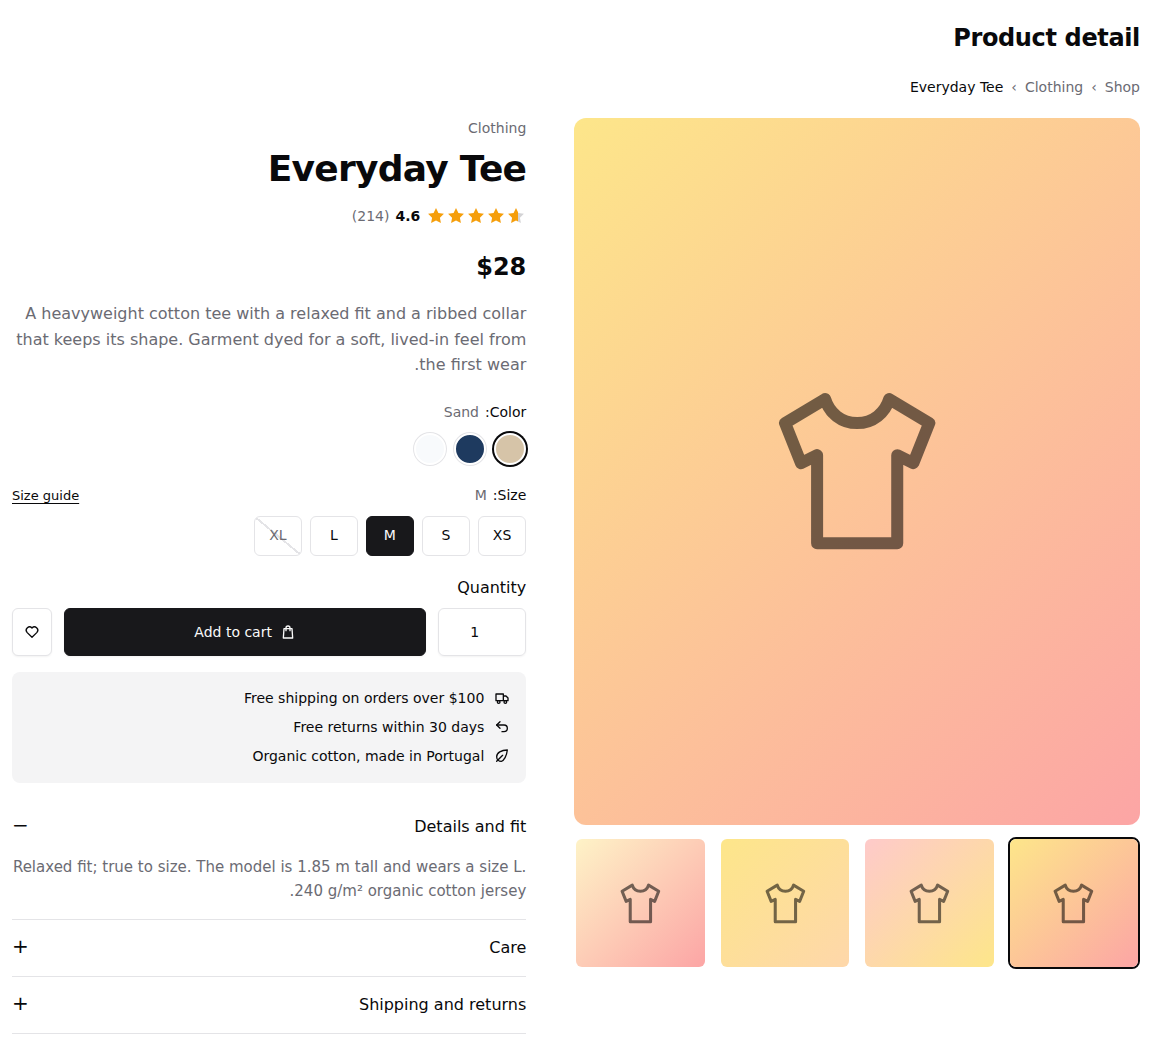 Product detail
Shop › Clothing › Everyday Tee
Clothing
Everyday Tee
4.6 (214)
$28
A heavyweight cotton tee with a relaxed fit and a ribbed collar
that keeps its shape. Garment dyed for a soft, lived-in feel from
the first wear.
Color: Sand
Size: M
Size guide
XS
S
M
L
XL
Quantity
1
Add to cart
Free shipping on orders over $100
Free returns within 30 days
Organic cotton, made in Portugal
Details and fit
Relaxed fit; true to size. The model is 1.85 m tall and wears a size L.
240 g/m² organic cotton jersey.
Care
Shipping and returns